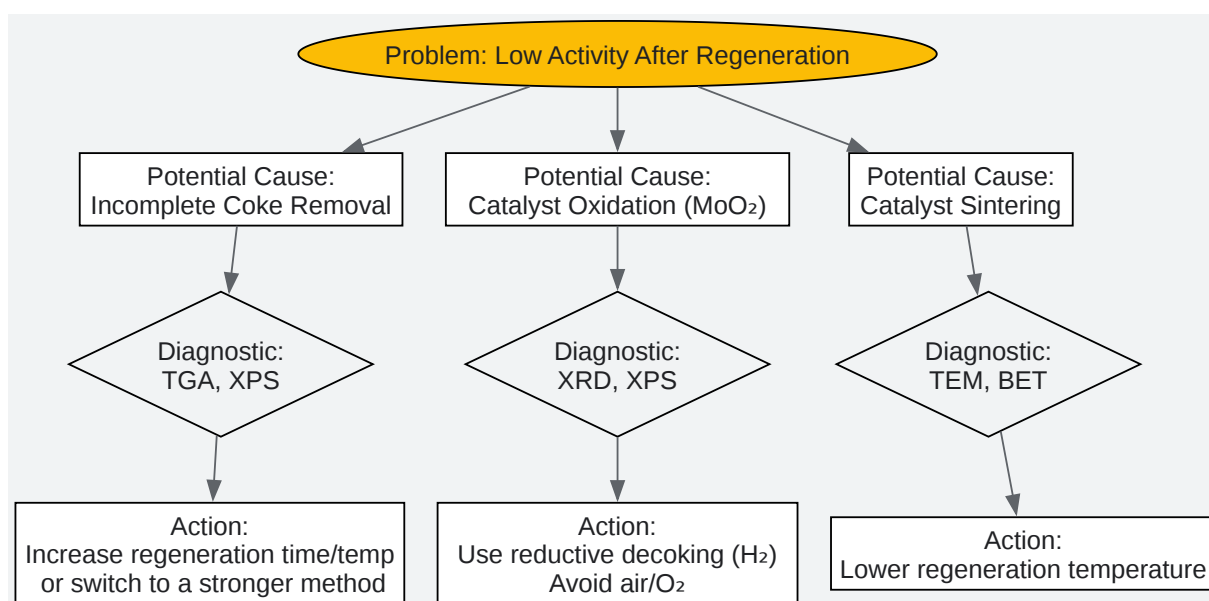 Problem: Low Activity After Regeneration
Potential Cause:
Incomplete Coke Removal
Potential Cause:
Catalyst Oxidation (MoO₂)
Potential Cause:
Catalyst Sintering
Diagnostic:
TGA, XPS
Diagnostic:
XRD, XPS
Diagnostic:
TEM, BET
Action:
Increase regeneration time/temp
or switch to a stronger method
Action:
Use reductive decoking (H₂)
Avoid air/O₂
Action:
Lower regeneration temperature